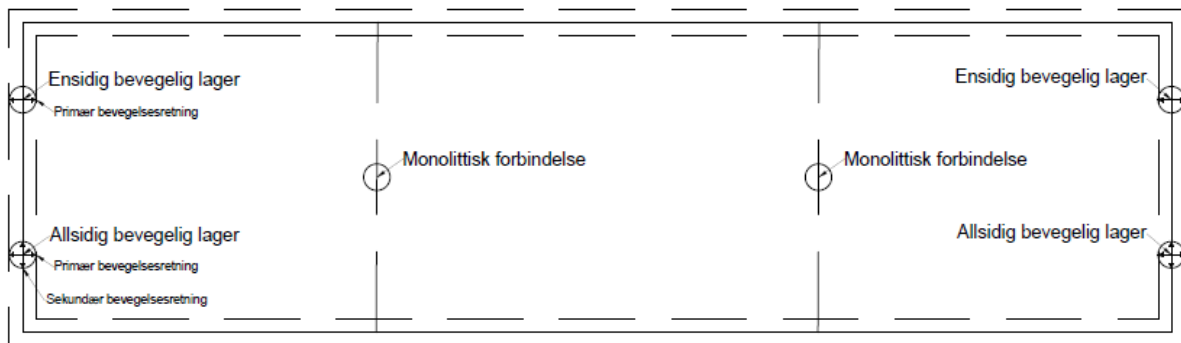 Ensidig bevegelig lager
Primær bevegelsesretning
Ensidig bevegelig lager
Monolittisk forbindelse
Monolittisk forbindelse
Allsidig bevegelig lager
Primær bevegelsesretning
Sekundær bevegelsesretning
Allsidig bevegelig lager